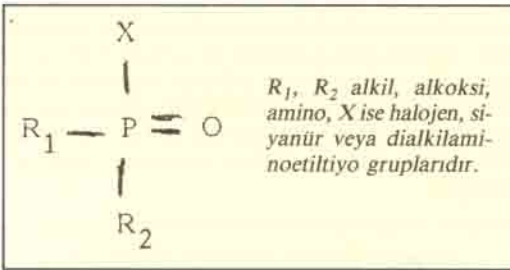 X
R₁ — P = O
R₂
R₁, R₂ alkil, alkoksi,
amino, X ise halojen, si-
yanür veya dialkilami-
noetiltiyo gruplarıdır.